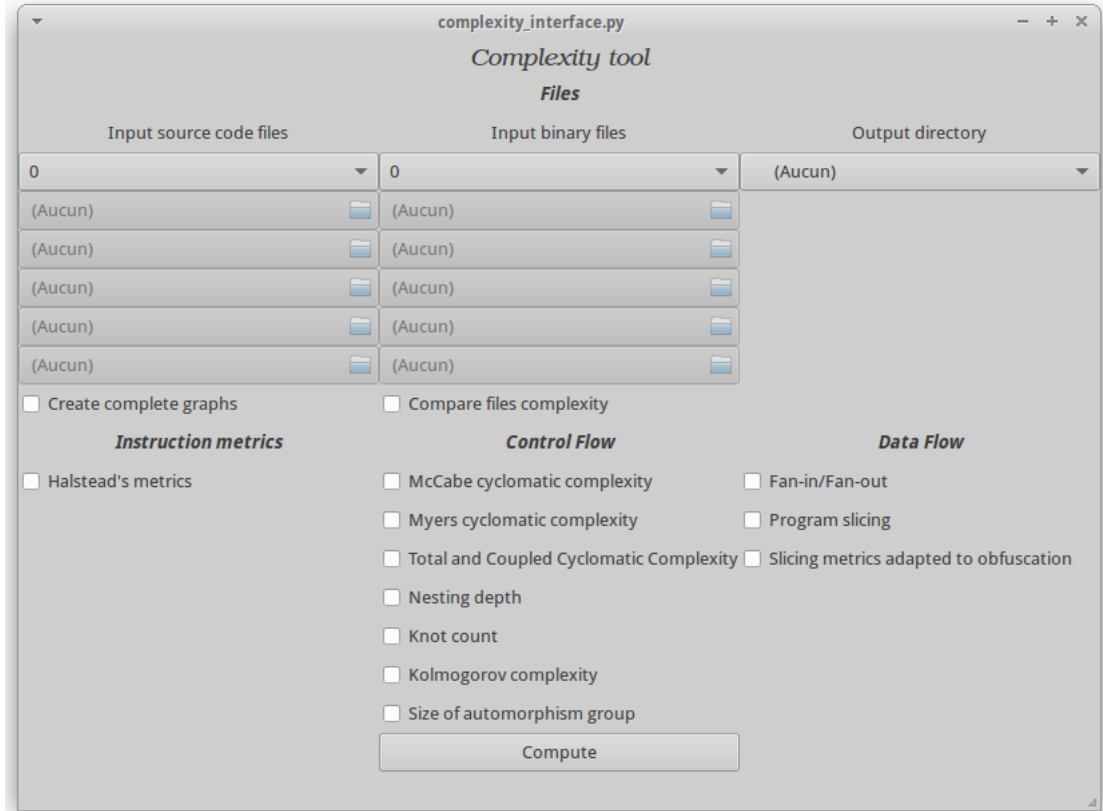 complexity_interface.py
Complexity tool
Files
Input source code files Input binary files Output directory
0 0 (Aucun)
(Aucun) (Aucun)
(Aucun) (Aucun)
(Aucun) (Aucun)
(Aucun) (Aucun)
(Aucun) (Aucun)
Create complete graphs Compare files complexity
Instruction metrics Control Flow Data Flow
Halstead's metrics McCabe cyclomatic complexity Fan-in/Fan-out
Myers cyclomatic complexity Program slicing
Total and Coupled Cyclomatic Complexity Slicing metrics adapted to obfuscation
Nesting depth
Knot count
Kolmogorov complexity
Size of automorphism group
Compute